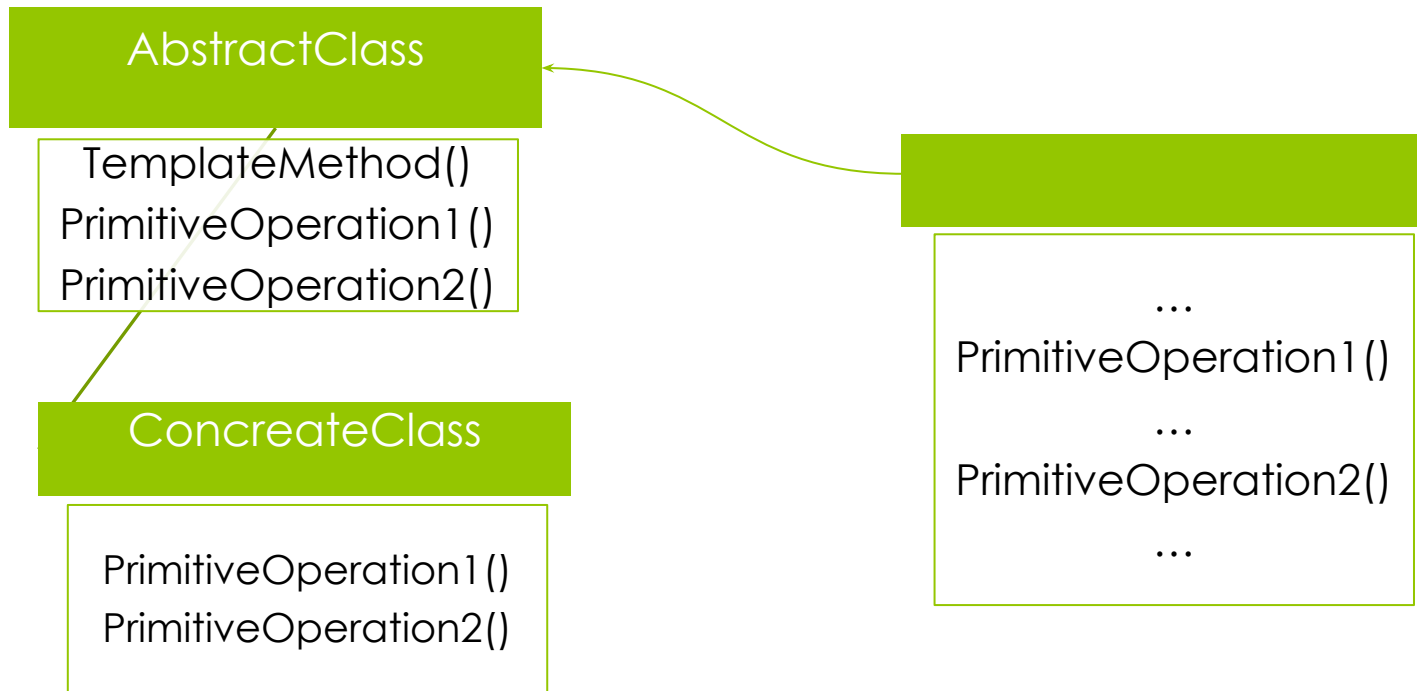 AbstractClass
TemplateMethod()
PrimitiveOperation1()
PrimitiveOperation2()
ConcreateClass
PrimitiveOperation1()
PrimitiveOperation2()
…
PrimitiveOperation1()
…
PrimitiveOperation2()
…